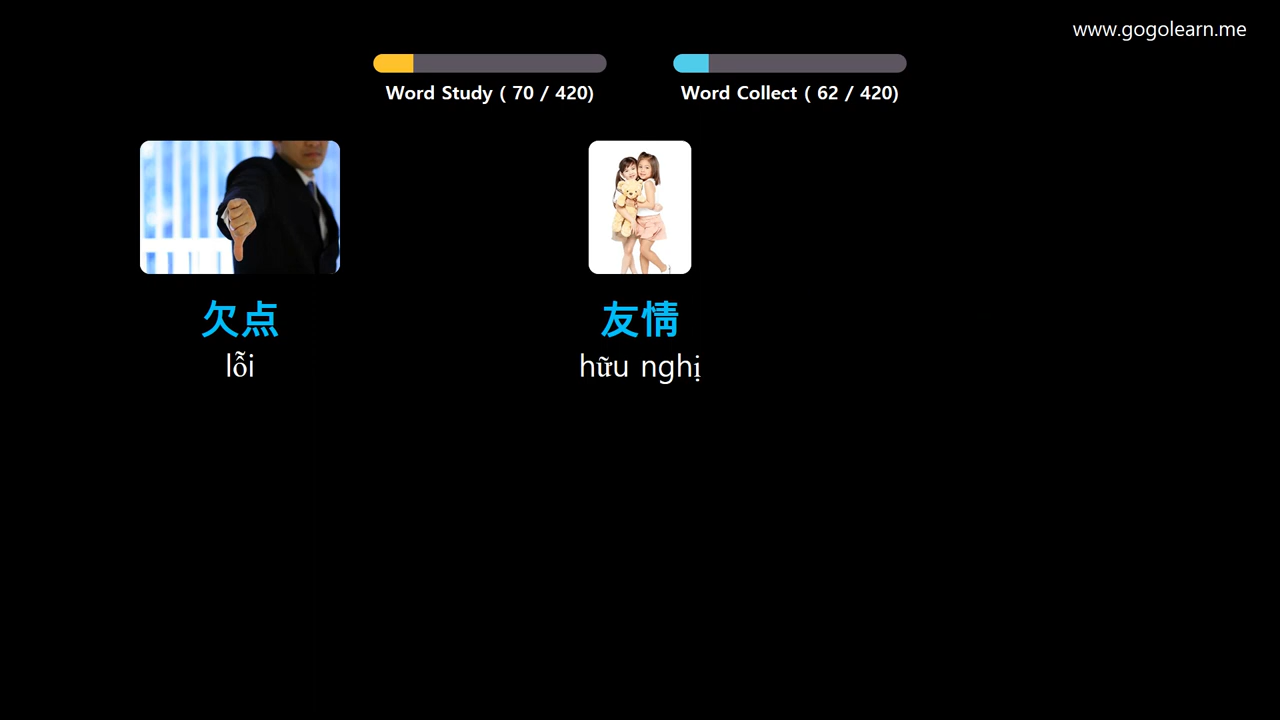 www.gogolearn.me
Word Study ( 70 / 420)
Word Collect ( 62 / 420)
欠点
lỗi
友情
hữu nghị